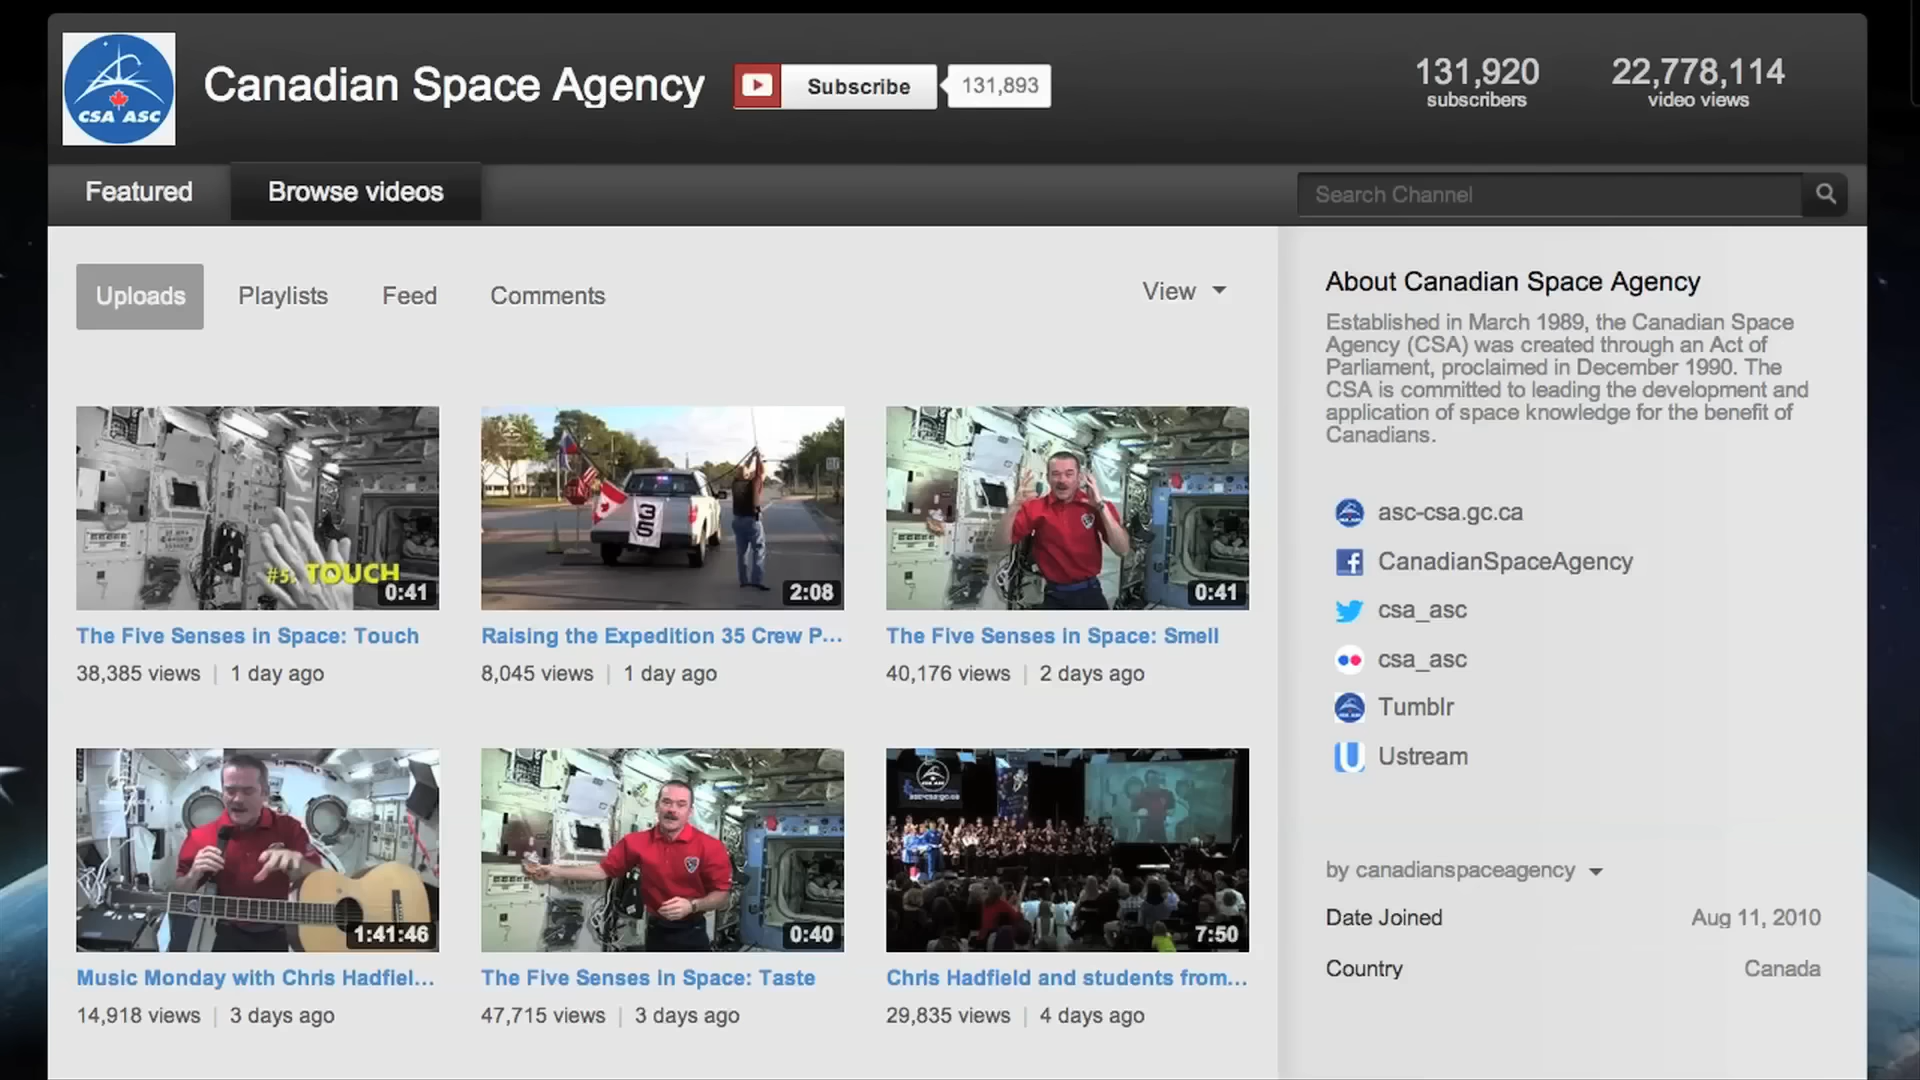 CSA ASC
Canadian Space Agency
Subscribe
131,893
131,920
subscribers
22,778,114
video views
Featured
Browse videos
Search Channel
Uploads
Playlists
Feed
Comments
View
#5: TOUCH
0:41
The Five Senses in Space: Touch
38,385 views | 1 day ago
35
2:08
Raising the Expedition 35 Crew P...
8,045 views | 1 day ago
0:41
The Five Senses in Space: Smell
40,176 views | 2 days ago
1:41:46
Music Monday with Chris Hadfiel...
14,918 views | 3 days ago
0:40
The Five Senses in Space: Taste
47,715 views | 3 days ago
CSA ASC
asc-csa.gc.ca
7:50
Chris Hadfield and students from...
29,835 views | 4 days ago
About Canadian Space Agency
Established in March 1989, the Canadian Space
Agency (CSA) was created through an Act of
Parliament, proclaimed in December 1990. The
CSA is committed to leading the development and
application of space knowledge for the benefit of
Canadians.
asc-csa.gc.ca
CanadianSpaceAgency
csa_asc
csa_asc
Tumblr
Ustream
by canadianspaceagency
Date Joined
Aug 11, 2010
Country
Canada